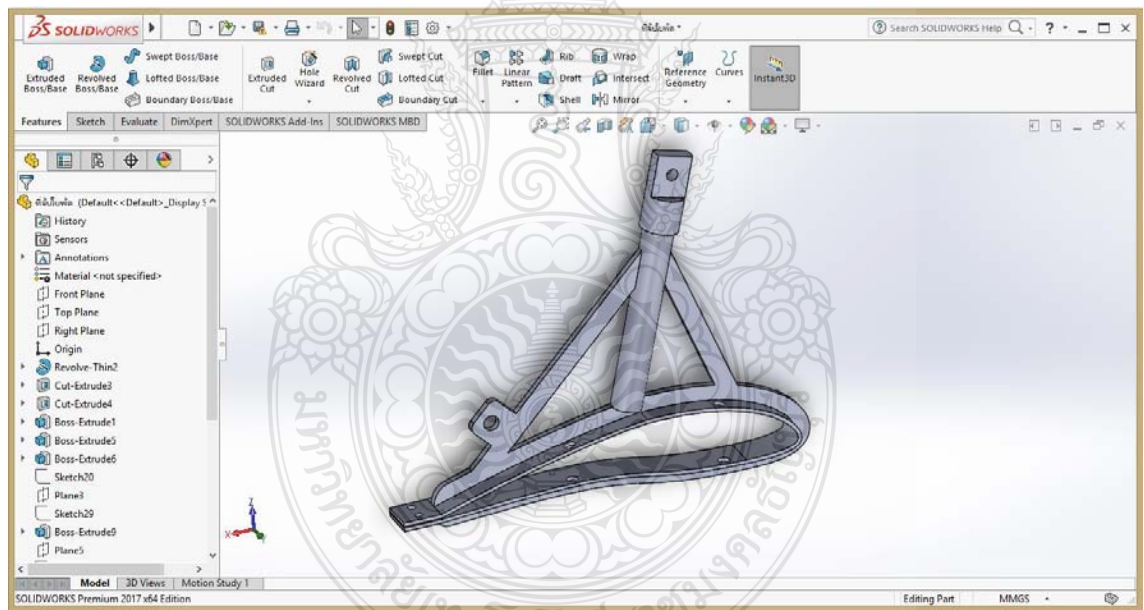 SOLIDWORKS
Search SOLIDWORKS Help
?
Extruded Boss/Base
Revolved Boss/Base
Swept Boss/Base
Lofted Boss/Base
Boundary Boss/Base
Extruded Cut
Hole Wizard
Revolved Cut
Swept Cut
Lofted Cut
Boundary Cut
Fillet
Linear Pattern
Rib
Draft
Shell
Wrap
Intersect
Mirror
Reference Geometry
Curves
Instant3D
Features Sketch Evaluate DimXpert SOLIDWORKS Add-Ins SOLIDWORKS MBD
(Default<<Default>_Display S
History
Sensors
Annotations
Material <not specified>
Front Plane
Top Plane
Right Plane
Origin
Revolve-Thin2
Cut-Extrude3
Cut-Extrude4
Boss-Extrude1
Boss-Extrude5
Boss-Extrude6
Sketch20
Plane3
Sketch29
Boss-Extrude9
Plane5
Z
X
Model 3D Views Motion Study 1
SOLIDWORKS Premium 2017 x64 Edition
Editing Part MMGS